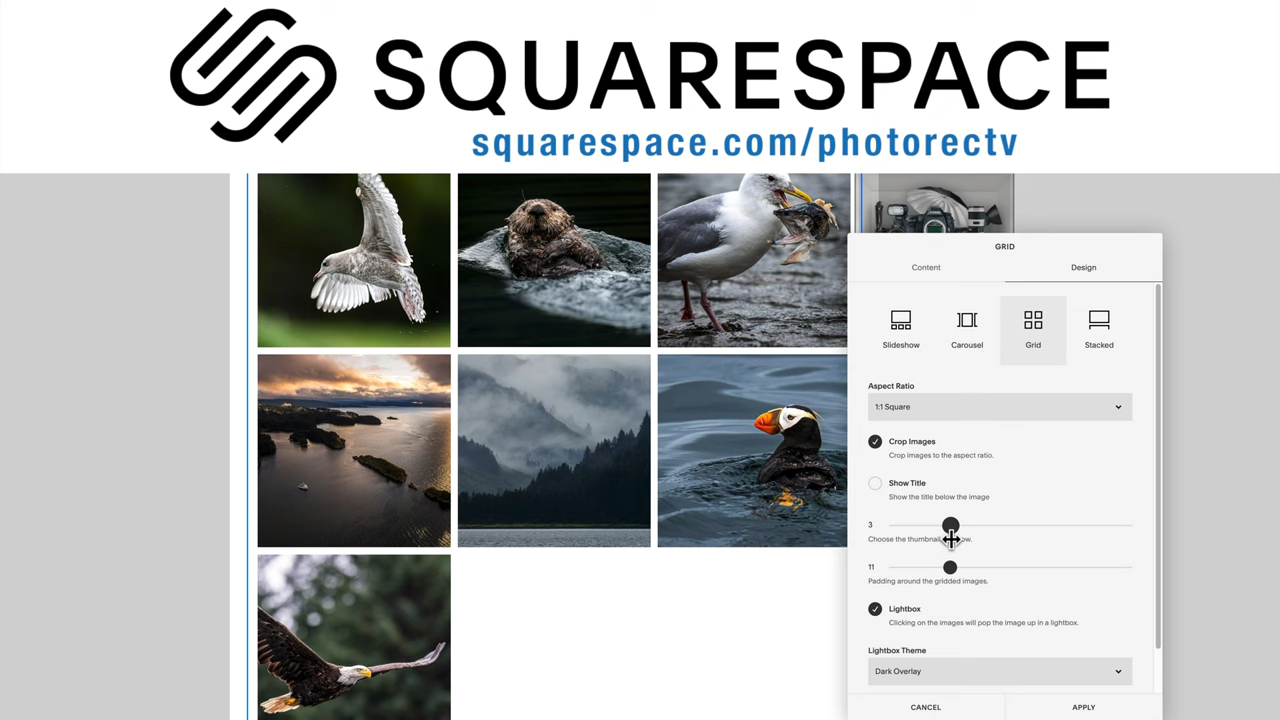 SQUARESPACE
squarespace.com/photorectv
GRID
Content
Design
Slideshow
Carousel
Grid
Stacked
Aspect Ratio
1:1 Square
Crop Images
Crop images to the aspect ratio.
Show Title
Show the title below the image
3
Choose the
11
Padding around the gridded images.
Lightbox
Clicking on the images will pop the image up in a lightbox.
Lightbox Theme
Dark Overlay
CANCEL
APPLY